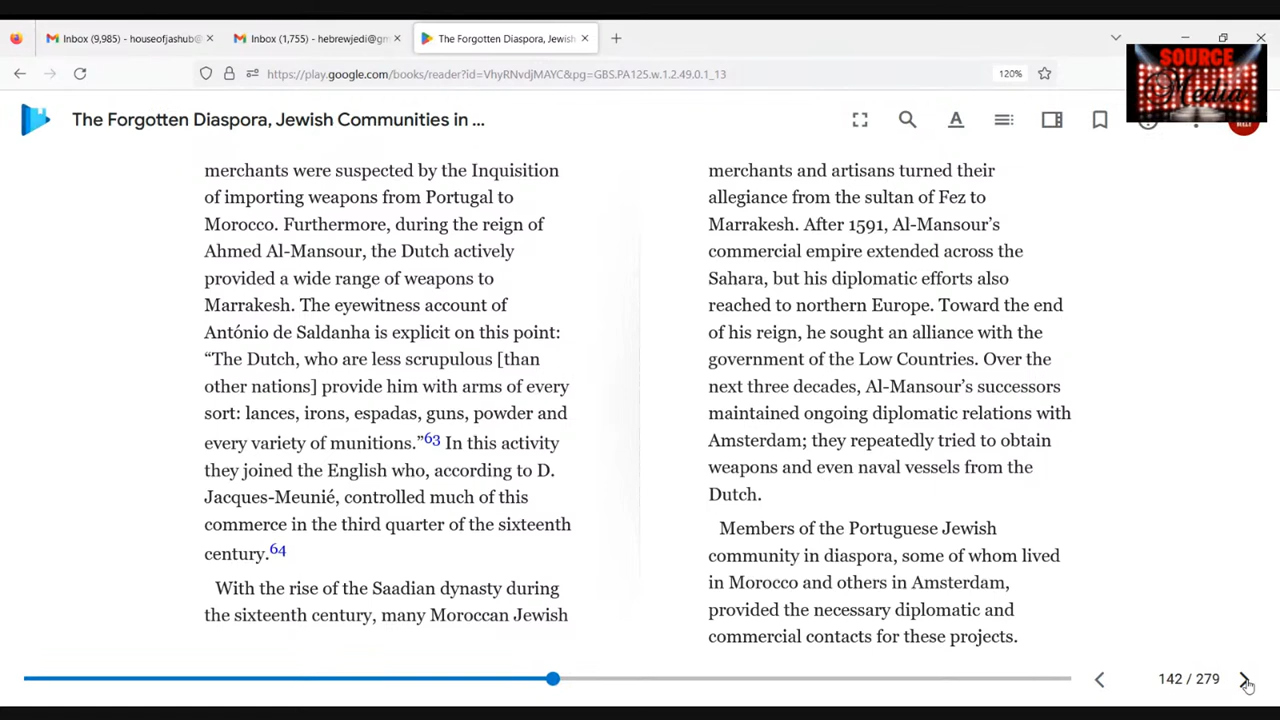 Inbox (9,985) - houseofjashub@
Inbox (1,755) - hebrewjedi@gm
The Forgotten Diaspora, Jewish
https://play.google.com/books/reader?id=VhyRNvdjMAYC&pg=GBS.PA125.w.1.2.49.0.1_13
120%
SOURCE
Media
The Forgotten Diaspora, Jewish Communities in ...
merchants were suspected by the Inquisition
of importing weapons from Portugal to
Morocco. Furthermore, during the reign of
Ahmed Al-Mansour, the Dutch actively
provided a wide range of weapons to
Marrakesh. The eyewitness account of
António de Saldanha is explicit on this point:
“The Dutch, who are less scrupulous [than
other nations] provide him with arms of every
sort: lances, irons, espadas, guns, powder and
every variety of munitions.”63 In this activity
they joined the English who, according to D.
Jacques-Meunié, controlled much of this
commerce in the third quarter of the sixteenth
century.64
With the rise of the Saadian dynasty during
the sixteenth century, many Moroccan Jewish
merchants and artisans turned their
allegiance from the sultan of Fez to
Marrakesh. After 1591, Al-Mansour’s
commercial empire extended across the
Sahara, but his diplomatic efforts also
reached to northern Europe. Toward the end
of his reign, he sought an alliance with the
government of the Low Countries. Over the
next three decades, Al-Mansour’s successors
maintained ongoing diplomatic relations with
Amsterdam; they repeatedly tried to obtain
weapons and even naval vessels from the
Dutch.
Members of the Portuguese Jewish
community in diaspora, some of whom lived
in Morocco and others in Amsterdam,
provided the necessary diplomatic and
commercial contacts for these projects.
142 / 279